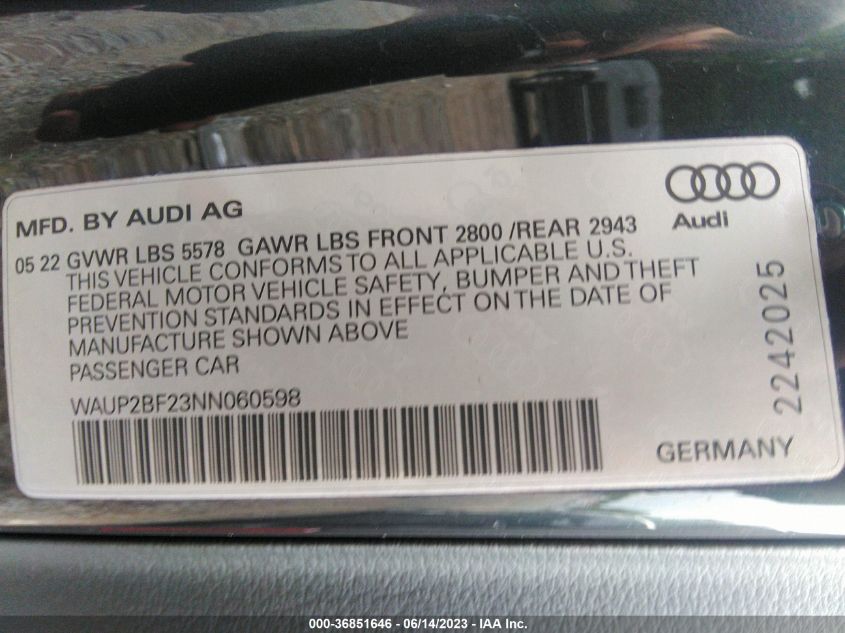 MFD. BY AUDI AG
Audi
05 22 GVWR LBS 5578 GAWR LBS FRONT 2800 /REAR 2943
THIS VEHICLE CONFORMS TO ALL APPLICABLE U.S.
FEDERAL MOTOR VEHICLE SAFETY, BUMPER AND THEFT
PREVENTION STANDARDS IN EFFECT ON THE DATE OF
MANUFACTURE SHOWN ABOVE
PASSENGER CAR
WAUP2BF23NN060598
2242025
GERMANY
000-36851646 - 06/14/2023 - IAA Inc.